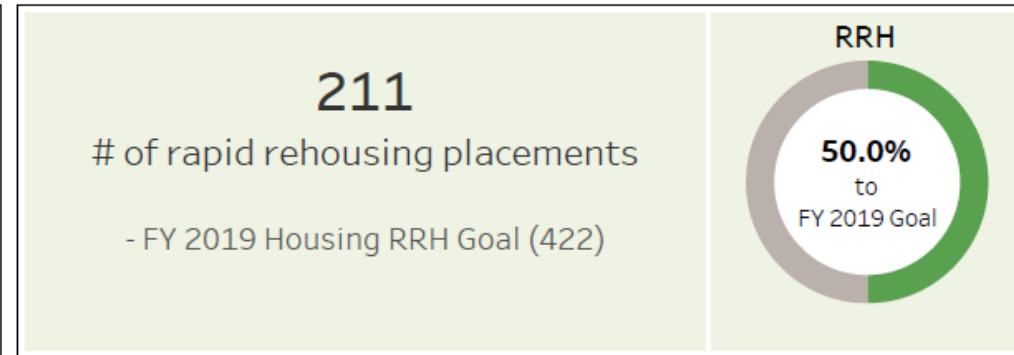 211
# of rapid rehousing placements
- FY 2019 Housing RRH Goal (422)
RRH
50.0%
to
FY 2019 Goal